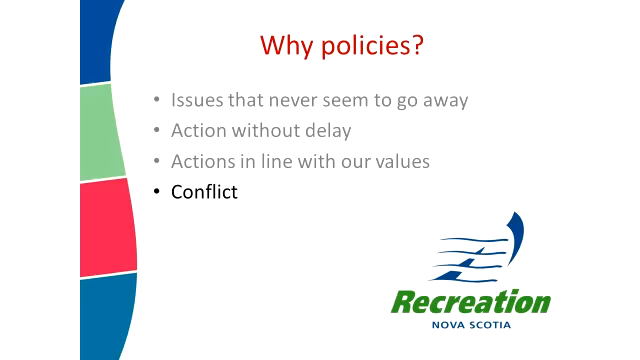 Why policies?
• Issues that never seem to go away
• Action without delay
• Actions in line with our values
• Conflict
Recreation
NOVA SCOTIA